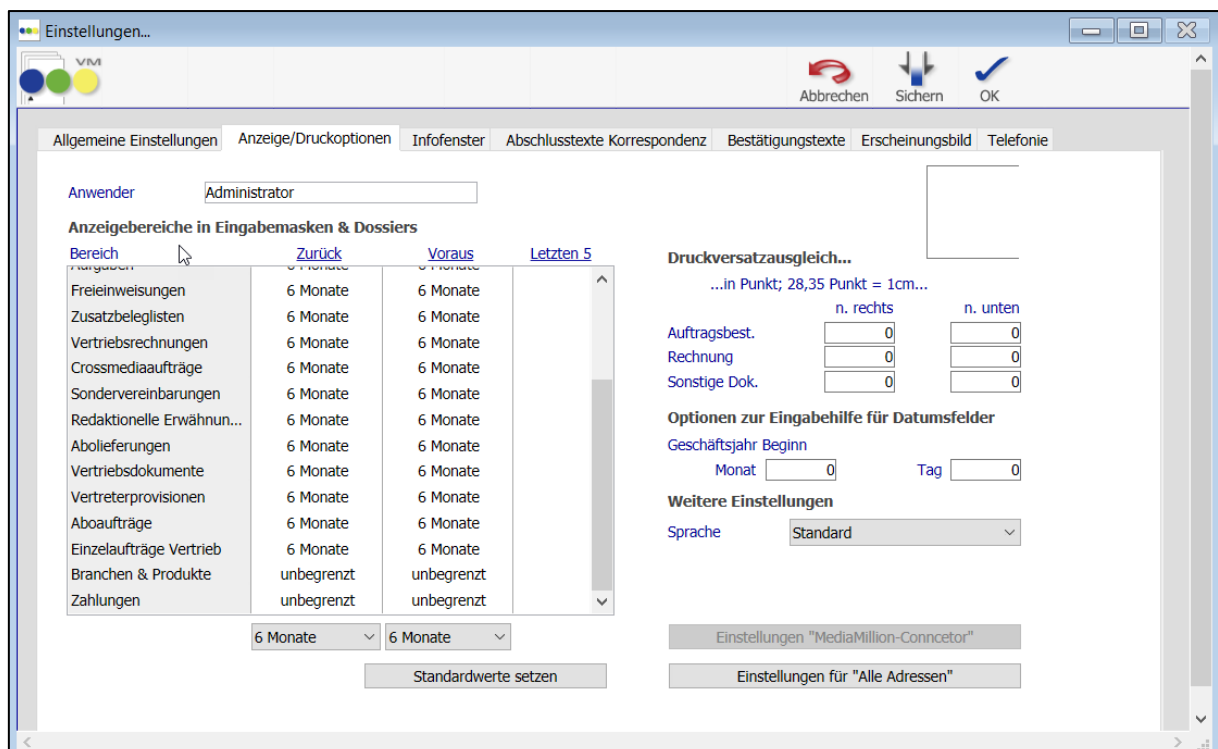 Einstellungen...
VM
Abbrechen Sichern OK
Allgemeine Einstellungen Anzeige/Druckoptionen Infofenster Abschlusstexte Korrespondenz Bestätigungstexte Erscheinungsbild Telefonie
Anwender Administrator
Anzeigebereiche in Eingabemasken & Dossiers
Bereich Zurück Voraus Letzten 5
Aufgaben 6 Monate 6 Monate
Freieinweisungen 6 Monate 6 Monate
Zusatzbeleglisten 6 Monate 6 Monate
Vertriebsrechnungen 6 Monate 6 Monate
Crossmediaaufträge 6 Monate 6 Monate
Sondervereinbarungen 6 Monate 6 Monate
Redaktionelle Erwähnun... 6 Monate 6 Monate
Abolieferungen 6 Monate 6 Monate
Vertriebsdokumente 6 Monate 6 Monate
Vertreterprovisionen 6 Monate 6 Monate
Aboaufträge 6 Monate 6 Monate
Einzelaufträge Vertrieb 6 Monate 6 Monate
Branchen & Produkte unbegrenzt unbegrenzt
Zahlungen unbegrenzt unbegrenzt
6 Monate 6 Monate
Standardwerte setzen
Druckversatzausgleich...
...in Punkt; 28,35 Punkt = 1cm...
n. rechts n. unten
Auftragsbest. 0 0
Rechnung 0 0
Sonstige Dok. 0 0
Optionen zur Eingabehilfe für Datumsfelder
Geschäftsjahr Beginn
Monat 0 Tag 0
Weitere Einstellungen
Sprache Standard
Einstellungen "MediaMillion-Conncetor"
Einstellungen für "Alle Adressen"